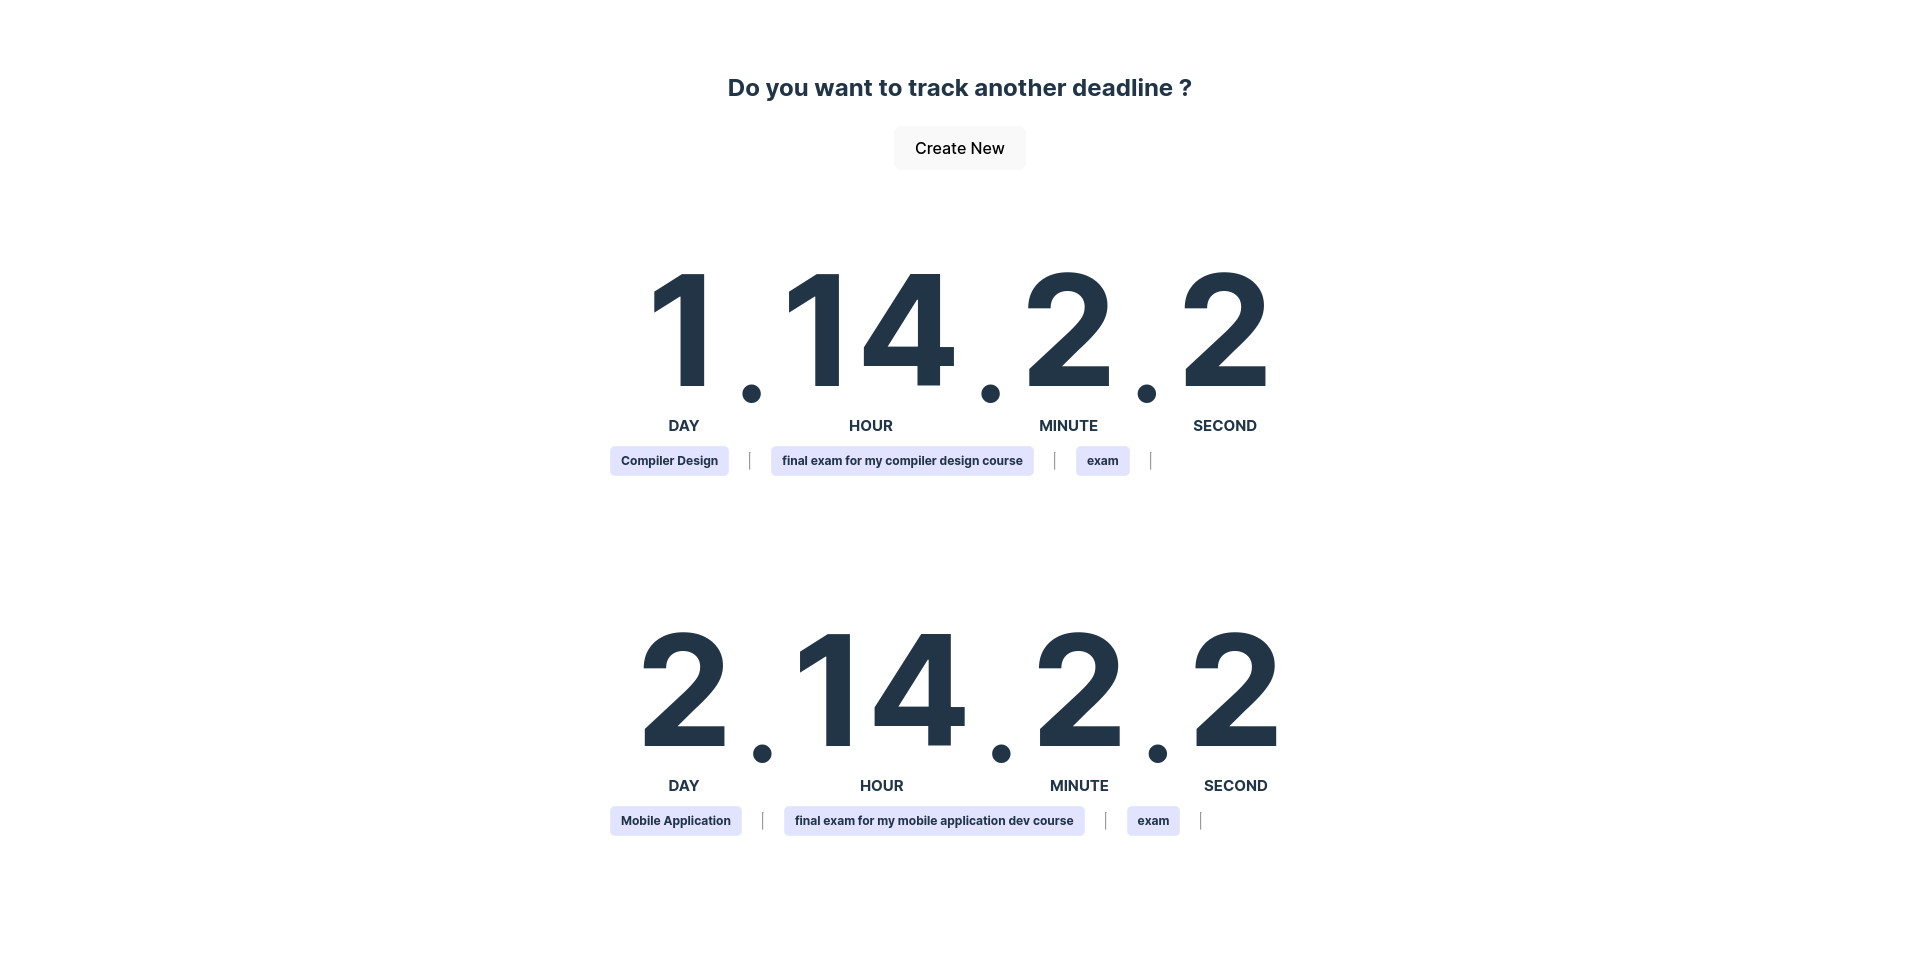 Do you want to track another deadline ?
Create New
1.14.2.2
DAY HOUR MINUTE SECOND
Compiler Design | final exam for my compiler design course | exam |
2.14.2.2
DAY HOUR MINUTE SECOND
Mobile Application | final exam for my mobile application dev course | exam |